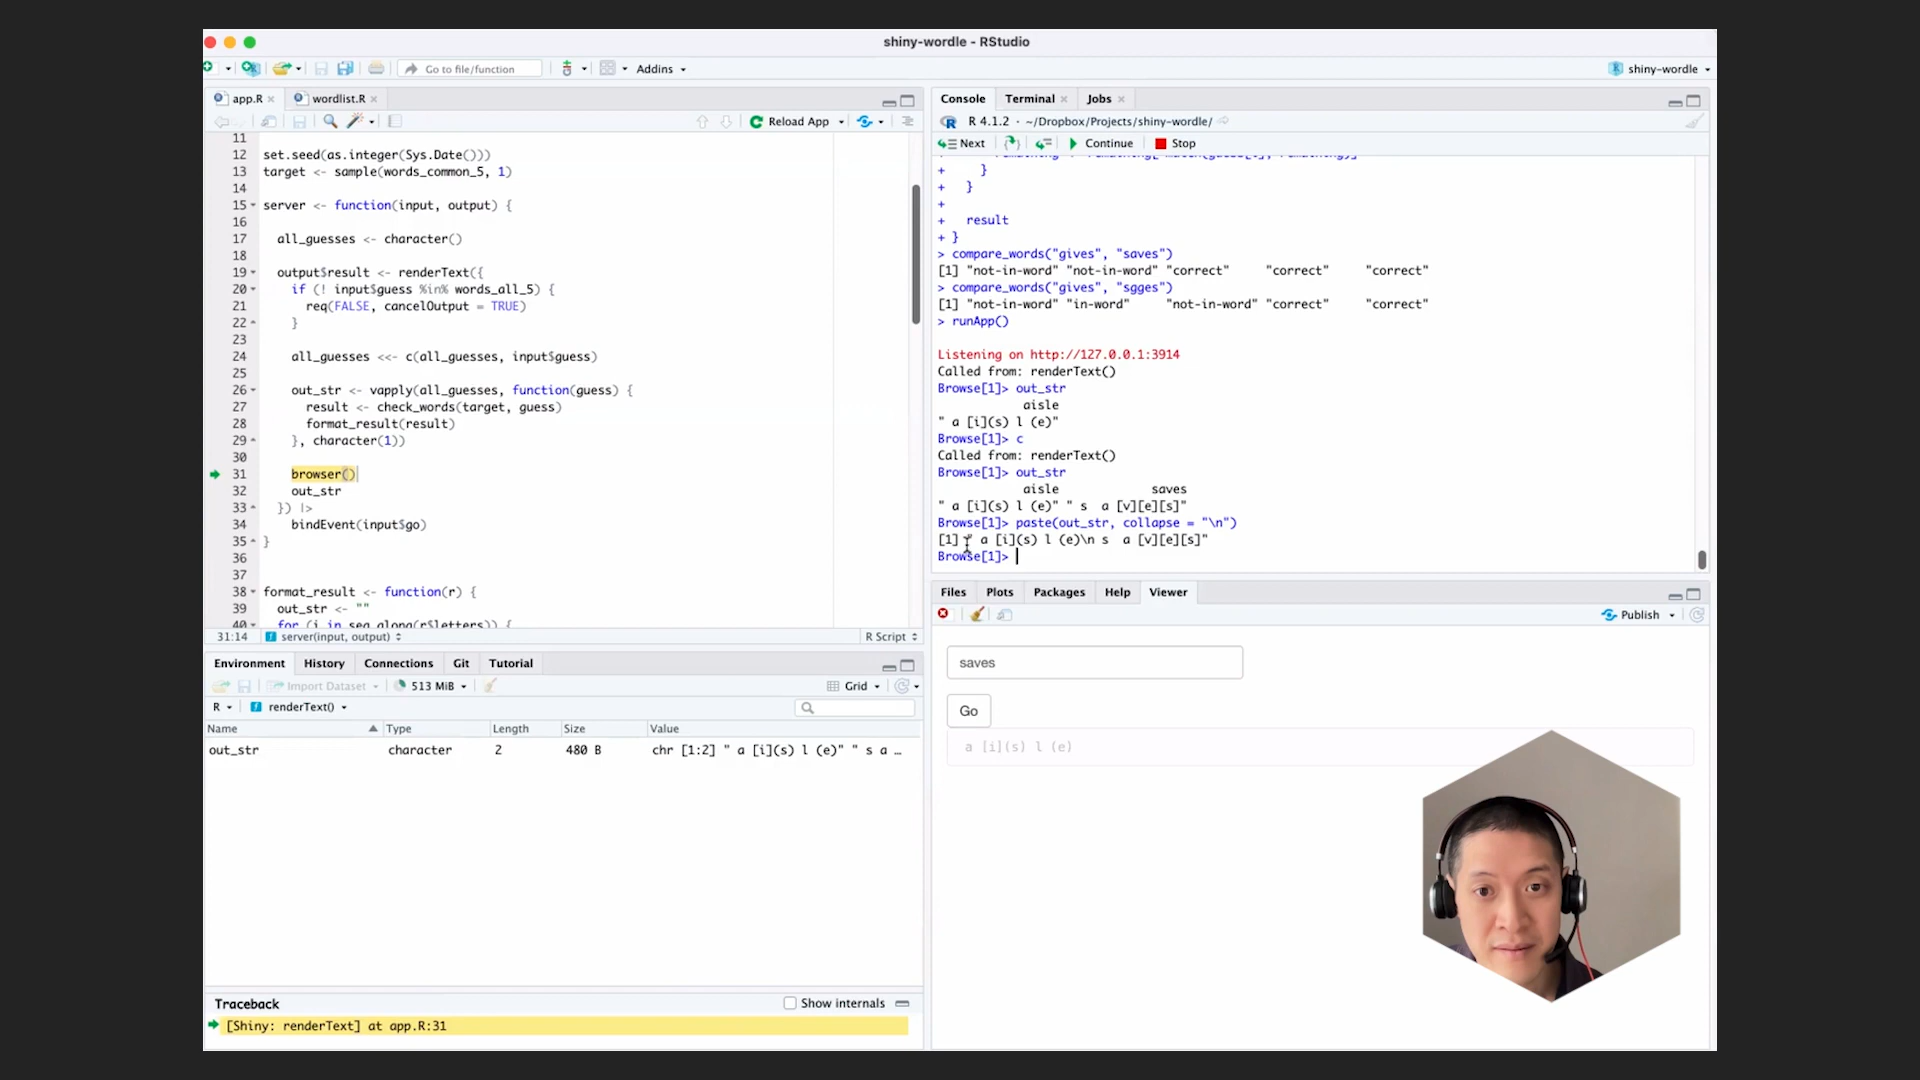 shiny-wordle - RStudio
Go to file/function
Addins
shiny-wordle
app.R
wordlist.R
Reload App
11
12 set.seed(as.integer(Sys.Date()))
13 target <- sample(words_common_5, 1)
14
15 server <- function(input, output) {
16
17 all_guesses <- character()
18
19 output$result <- renderText({
20 if (! input$guess %in% words_all_5) {
21 req(FALSE, cancelOutput = TRUE)
22 }
23
24 all_guesses <<- c(all_guesses, input$guess)
25
26 out_str <- vapply(all_guesses, function(guess) {
27 result <- check_words(target, guess)
28 format_result(result)
29 }, character(1))
30
31 browser()
32 out_str
33 }) |>
34 bindEvent(input$go)
35 }
36
37
38 format_result <- function(r) {
39 out_str <- ""
40 for (i in seq_along(r$letters)) {
31:14 server(input, output) R Script
Console Terminal Jobs
R 4.1.2 · ~/Dropbox/Projects/shiny-wordle/
Next Continue Stop
+ }
+ }
+
+ result
+ }
> compare_words("gives", "saves")
[1] "not-in-word" "not-in-word" "correct" "correct" "correct"
> compare_words("gives", "sgges")
[1] "not-in-word" "in-word" "not-in-word" "correct" "correct"
> runApp()
Listening on http://127.0.0.1:3914
Called from: renderText()
Browse[1]> out_str
aisle
" a [i](s) l (e)"
Browse[1]> c
Called from: renderText()
Browse[1]> out_str
aisle saves
" a [i](s) l (e)" " s a [v][e][s]"
Browse[1]> paste(out_str, collapse = "\n")
[1] " a [i](s) l (e)\n s a [v][e][s]"
Browse[1]>
Environment History Connections Git Tutorial
Import Dataset 513 MiB Grid
R renderText()
Name Type Length Size Value
out_str character 2 480 B chr [1:2] " a [i](s) l (e)" " s a …
Traceback Show internals
[Shiny: renderText] at app.R:31
Files Plots Packages Help Viewer
Publish
saves
Go
a [i](s) l (e)